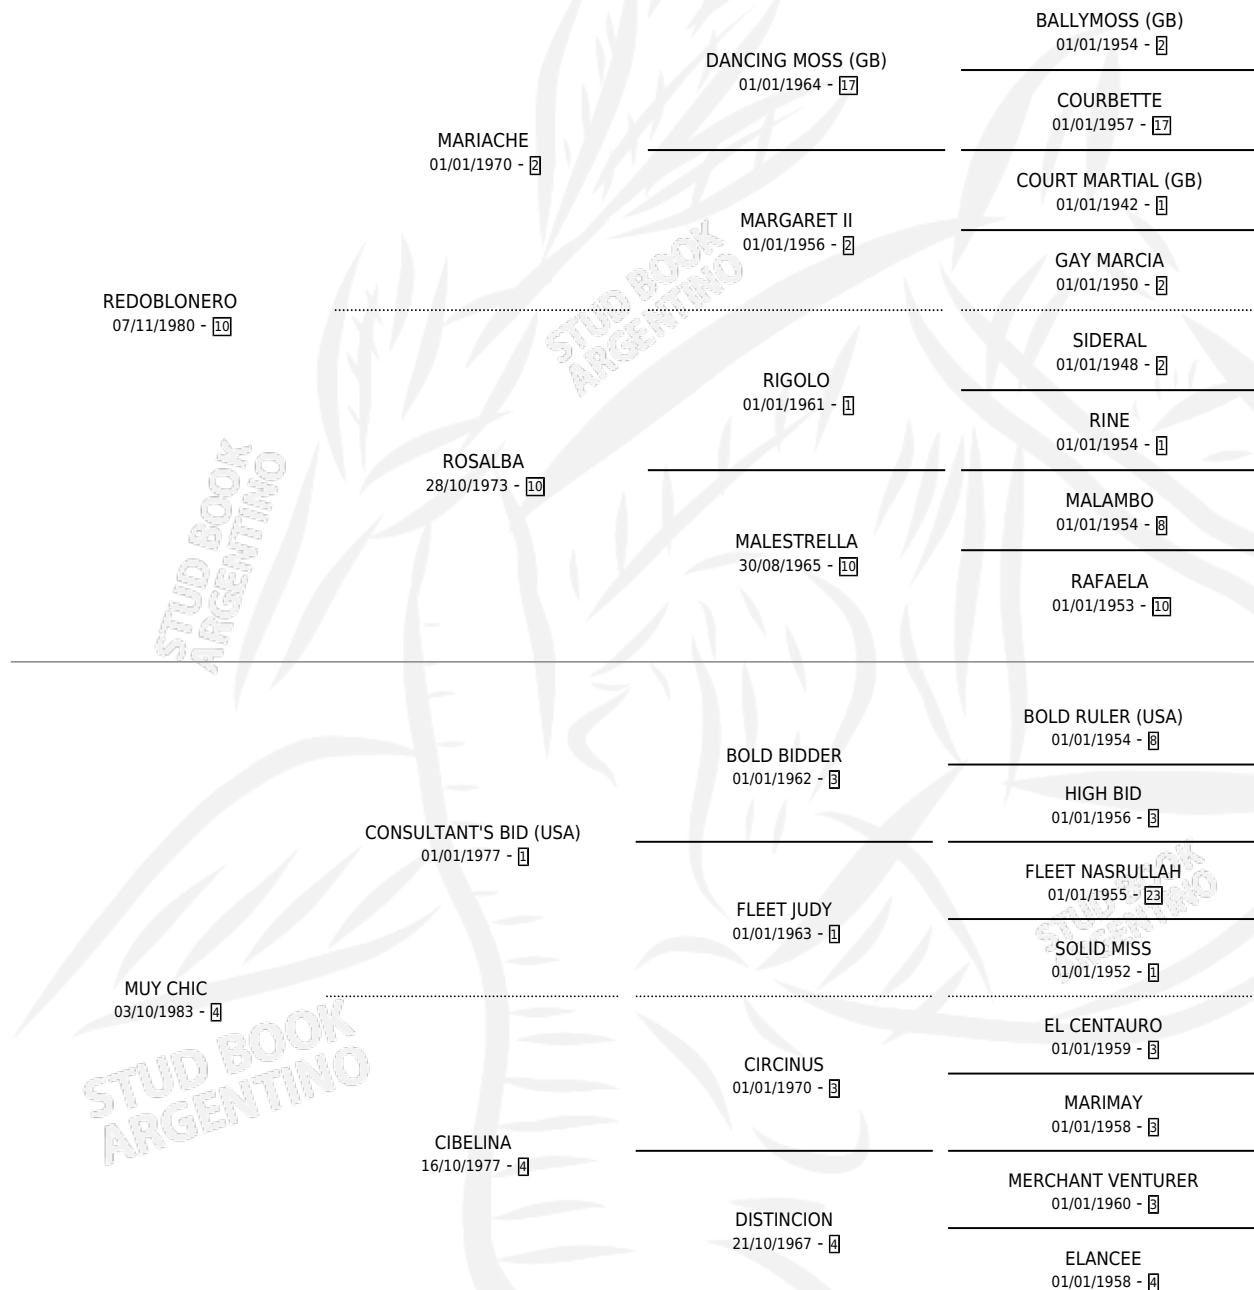 BALLYMOSS (GB)
01/01/1954 - 2
DANCING MOSS (GB)
01/01/1964 - 17
COURBETTE
01/01/1957 - 17
MARIACHE
01/01/1970 - 2
COURT MARTIAL (GB)
01/01/1942 - 1
MARGARET II
01/01/1956 - 2
GAY MARCIA
01/01/1950 - 2
REDOBLONERO
07/11/1980 - 10
STUD BOOK
ARGENTINO
SIDERAL
01/01/1948 - 2
RIGOLO
01/01/1961 - 1
RINE
01/01/1954 - 1
ROSALBA
28/10/1973 - 10
MALAMBO
01/01/1954 - 8
MALESTRELLA
30/08/1965 - 10
RAFAELA
01/01/1953 - 10
STUD BOOK
ARGENTINO
BOLD RULER (USA)
01/01/1954 - 8
BOLD BIDDER
01/01/1962 - 3
HIGH BID
01/01/1956 - 3
CONSULTANT'S BID (USA)
01/01/1977 - 1
FLEET NASRULLAH
01/01/1955 - 23
FLEET JUDY
01/01/1963 - 1
SOLID MISS
01/01/1952 - 1
STUD BOOK
ARGENTINO
MUY CHIC
03/10/1983 - 4
EL CENTAURO
01/01/1959 - 3
CIRCINUS
01/01/1970 - 3
MARIMAY
01/01/1958 - 3
STUD BOOK
ARGENTINO
CIBELINA
16/10/1977 - 4
MERCHANT VENTURER
01/01/1960 - 3
DISTINCION
21/10/1967 - 4
ELANCEE
01/01/1958 - 4